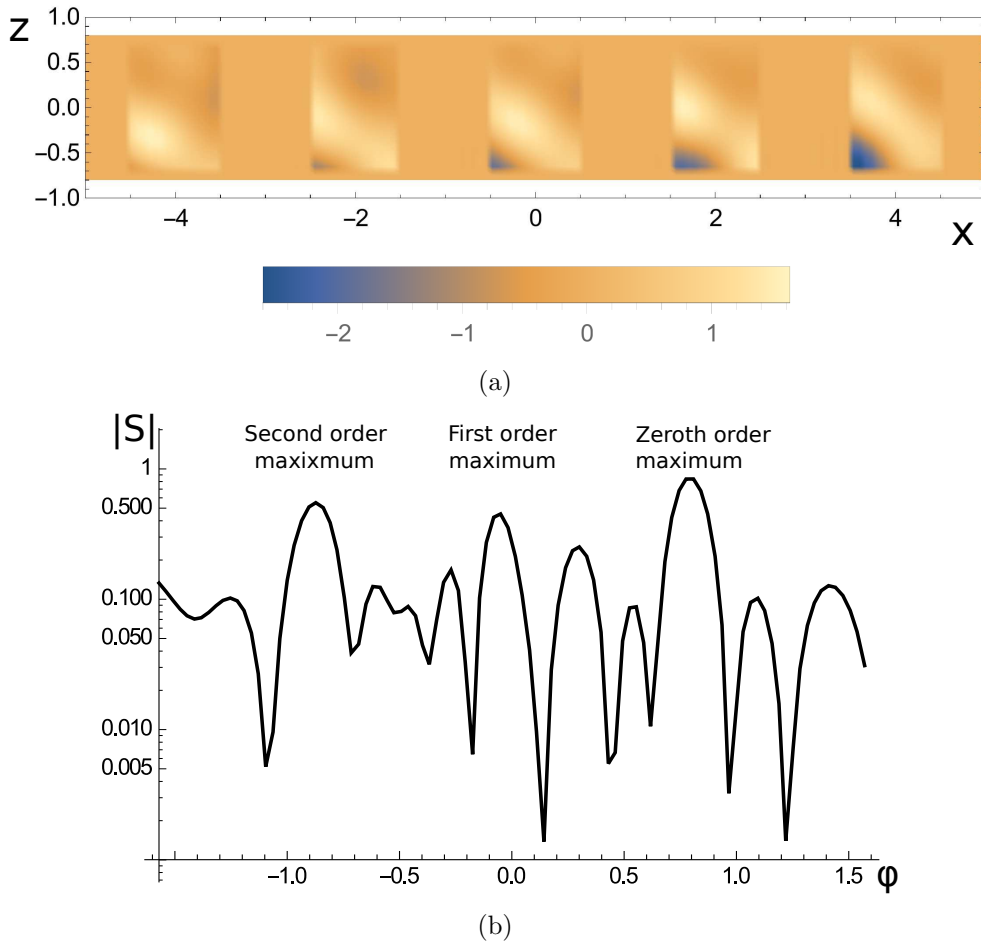 z
1.0
0.5
0.0
−0.5
−1.0
−4 −2 0 2 4
x
−2 −1 0 1
(a)
|S|
Second order maxixmum
First order maximum
Zeroth order maximum
1
0.500
0.100
0.050
0.010
0.005
−1.0 −0.5 0.0 0.5 1.0 1.5
φ
(b)